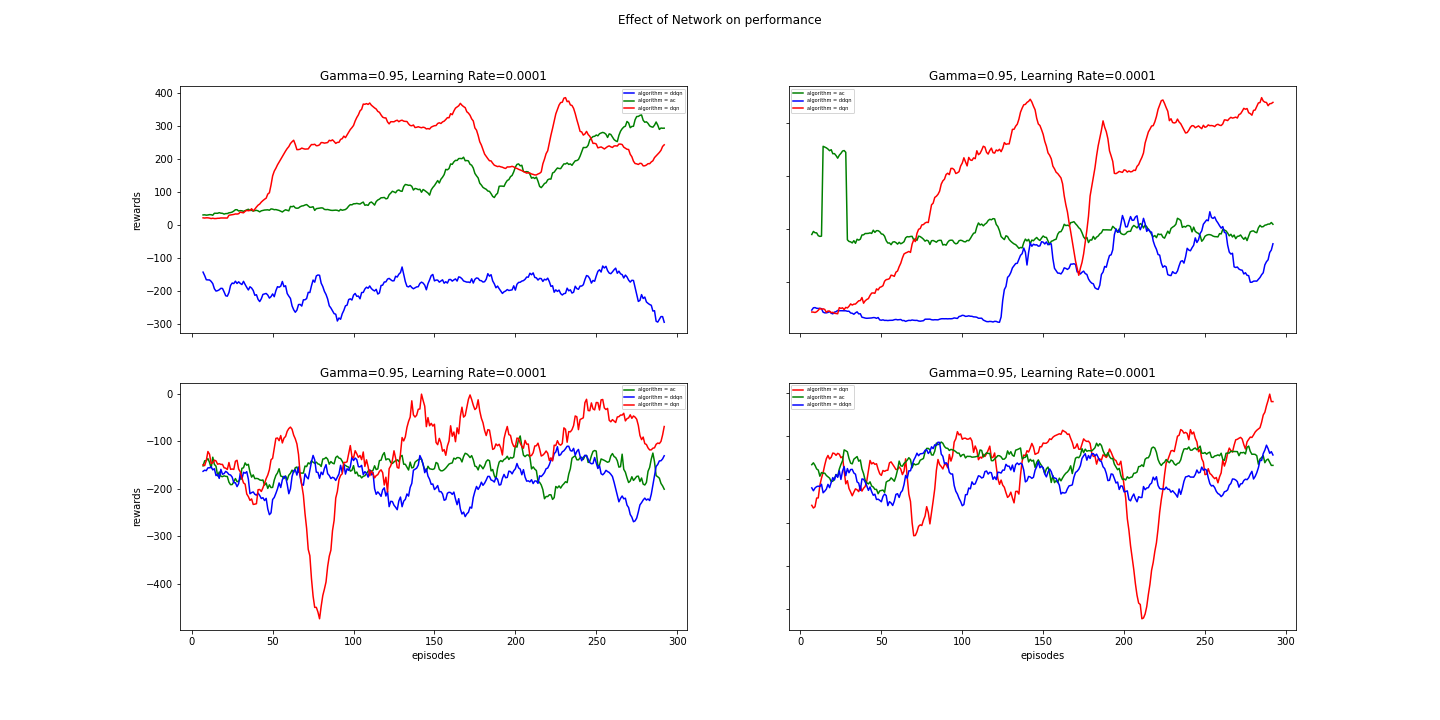 Effect of Network on performance
Gamma=0.95, Learning Rate=0.0001
400
300
200
100
0
−100
−200
−300
rewards
algorithm = ddqn
algorithm = ac
algorithm = dqn
Gamma=0.95, Learning Rate=0.0001
algorithm = ac
algorithm = ddqn
algorithm = dqn
Gamma=0.95, Learning Rate=0.0001
0
−100
−200
−300
−400
rewards
algorithm = ac
algorithm = ddqn
algorithm = dqn
0 50 100 150 200 250 300
episodes
Gamma=0.95, Learning Rate=0.0001
algorithm = dqn
algorithm = ac
algorithm = ddqn
0 50 100 150 200 250 300
episodes